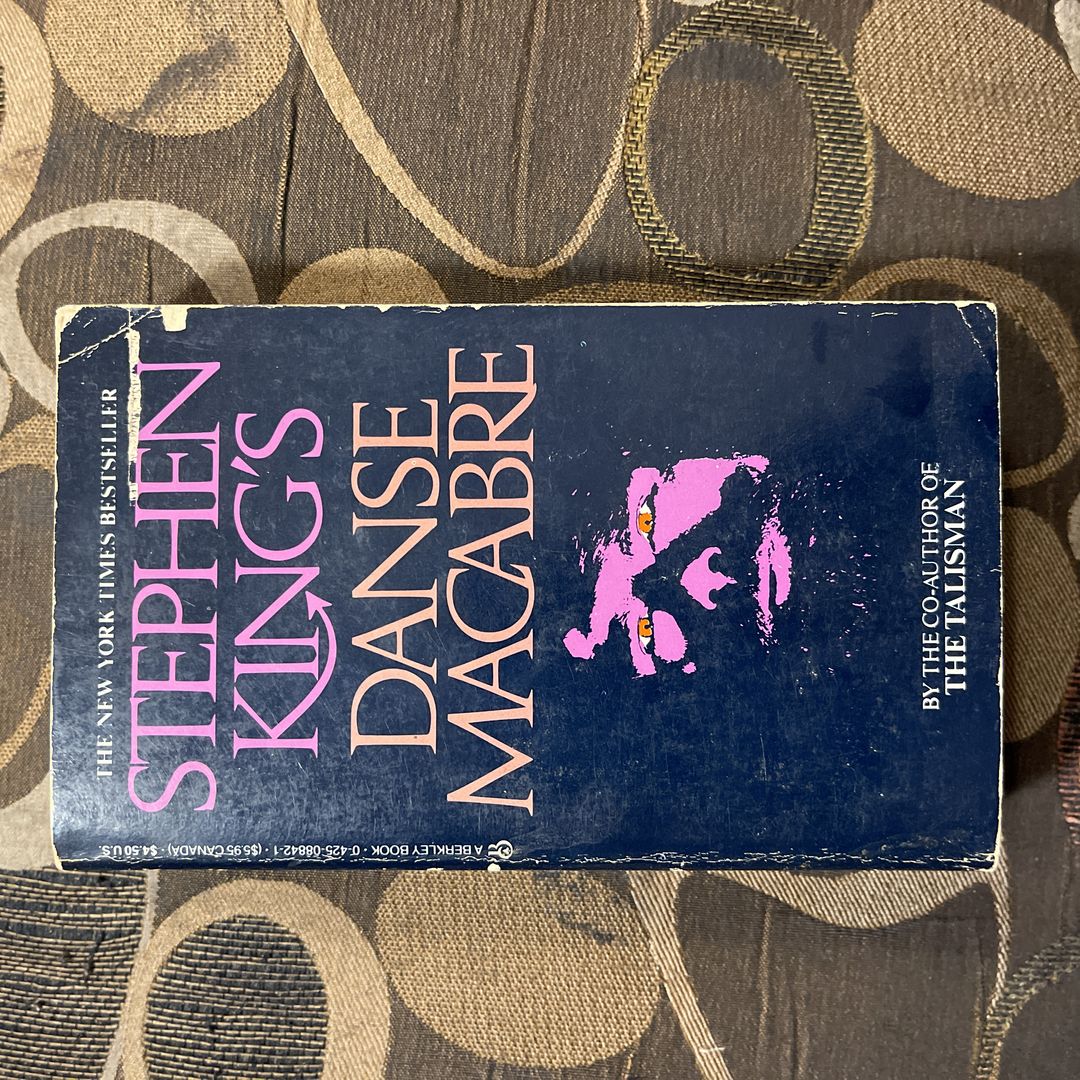 THE NEW YORK TIMES BESTSELLER
STEPHEN
KING'S
DANSE
MACABRE
BY THE CO-AUTHOR OF
THE TALISMAN
A BERKLEY BOOK • 0-425-08842-1 • ($5.95 CANADA) • $4.50 U.S.